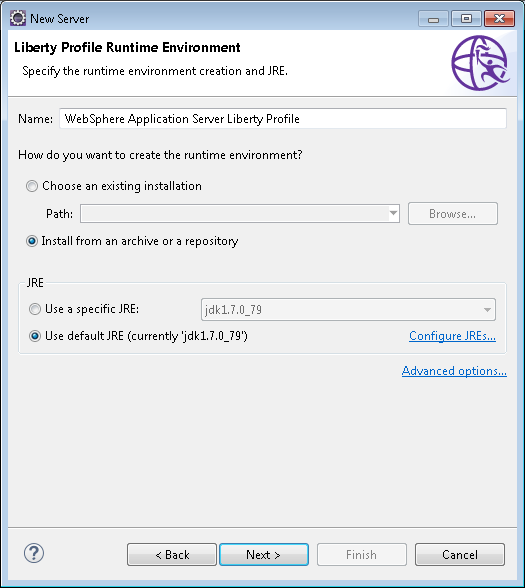 New Server
Liberty Profile Runtime Environment
Specify the runtime environment creation and JRE.
Name: WebSphere Application Server Liberty Profile
How do you want to create the runtime environment?
Choose an existing installation
Path: Browse...
Install from an archive or a repository
JRE
Use a specific JRE: jdk1.7.0_79
Use default JRE (currently 'jdk1.7.0_79') Configure JREs...
Advanced options...
? < Back Next > Finish Cancel